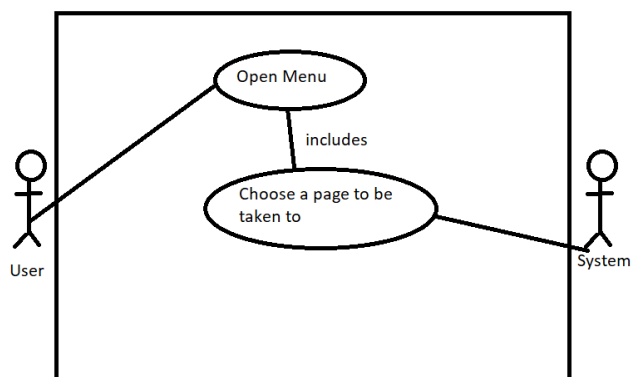 Open Menu
includes
Choose a page to be
taken to
User
System